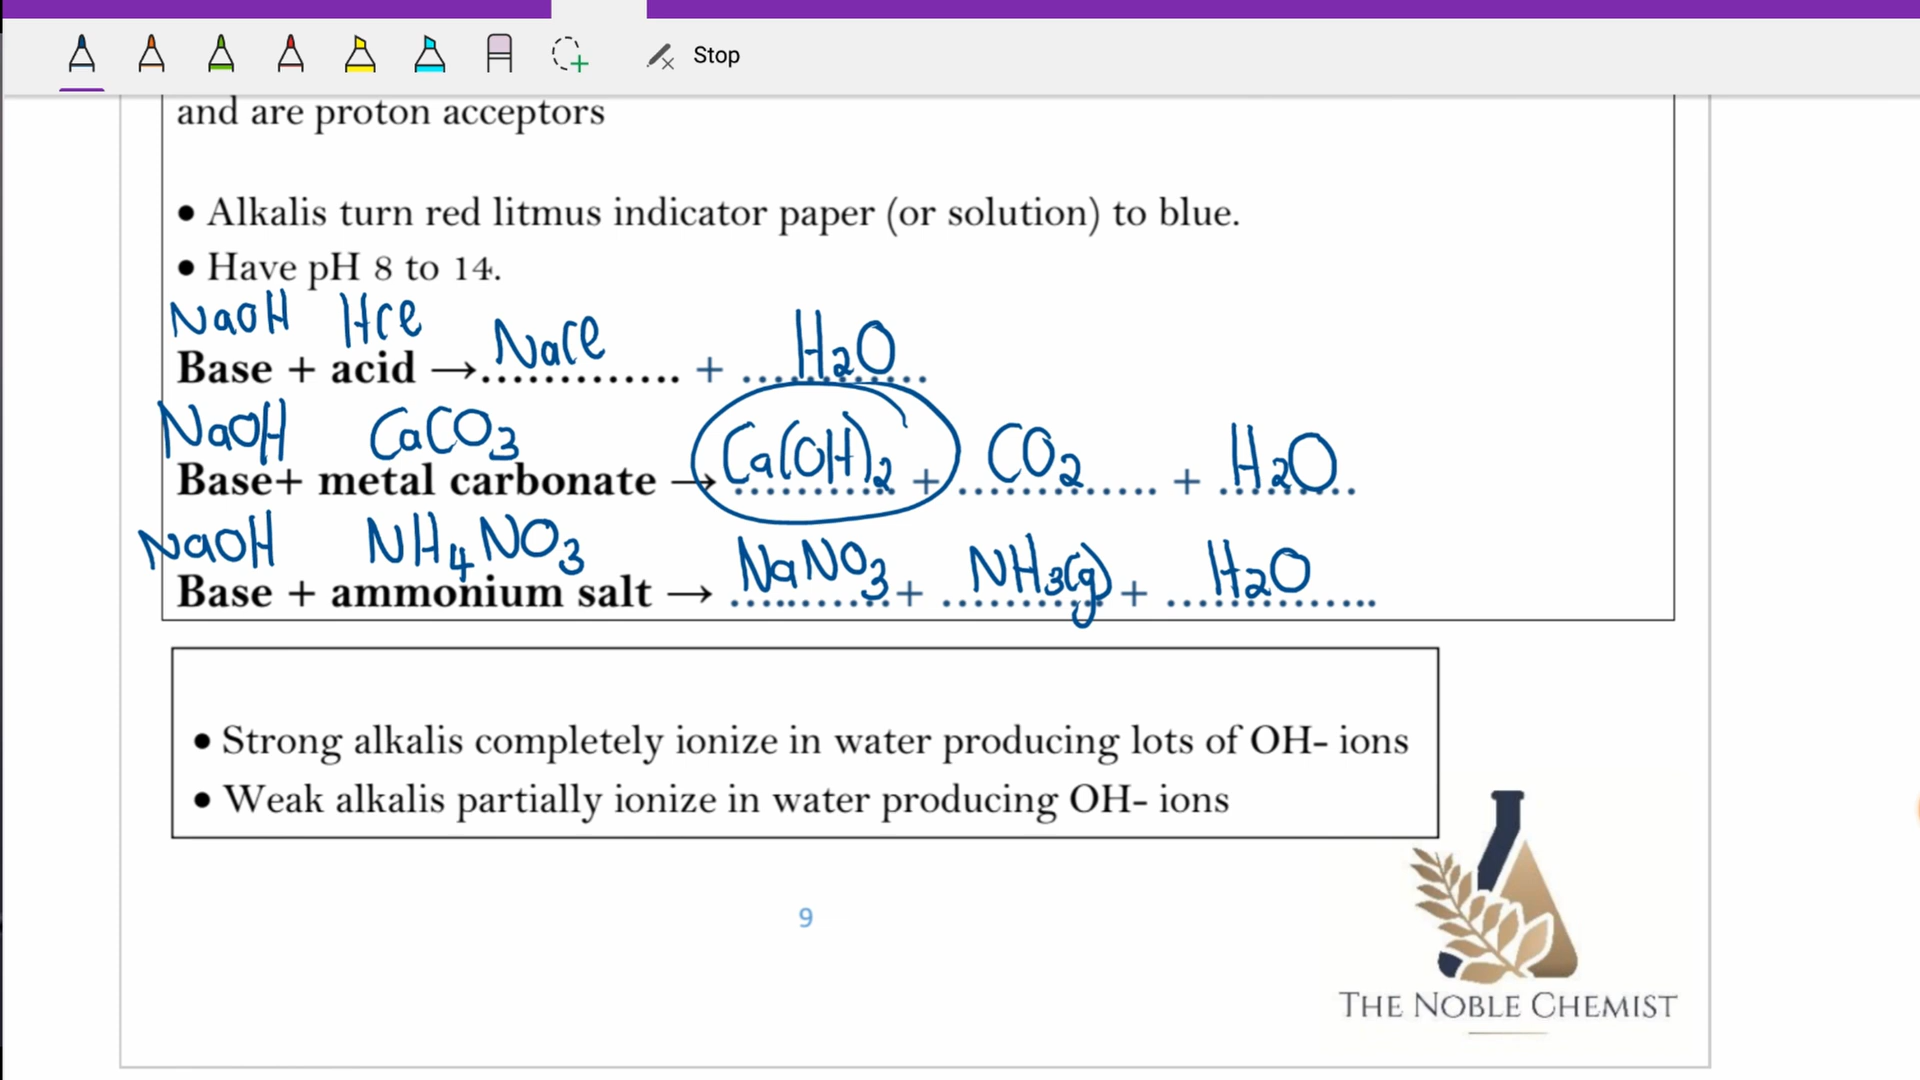 Stop
and are proton acceptors
• Alkalis turn red litmus indicator paper (or solution) to blue.
• Have pH 8 to 14.
NaOH HCl NaCl H₂O
Base + acid →............. + .............
NaOH CaCO₃ Ca(OH)₂ CO₂ H₂O
Base+ metal carbonate →........... + ............. + ..........
NaOH NH₄NO₃ NaNO₃ NH₃(g) H₂O
Base + ammonium salt → ...........+ ............ + ...............
• Strong alkalis completely ionize in water producing lots of OH- ions
• Weak alkalis partially ionize in water producing OH- ions
9
THE NOBLE CHEMIST